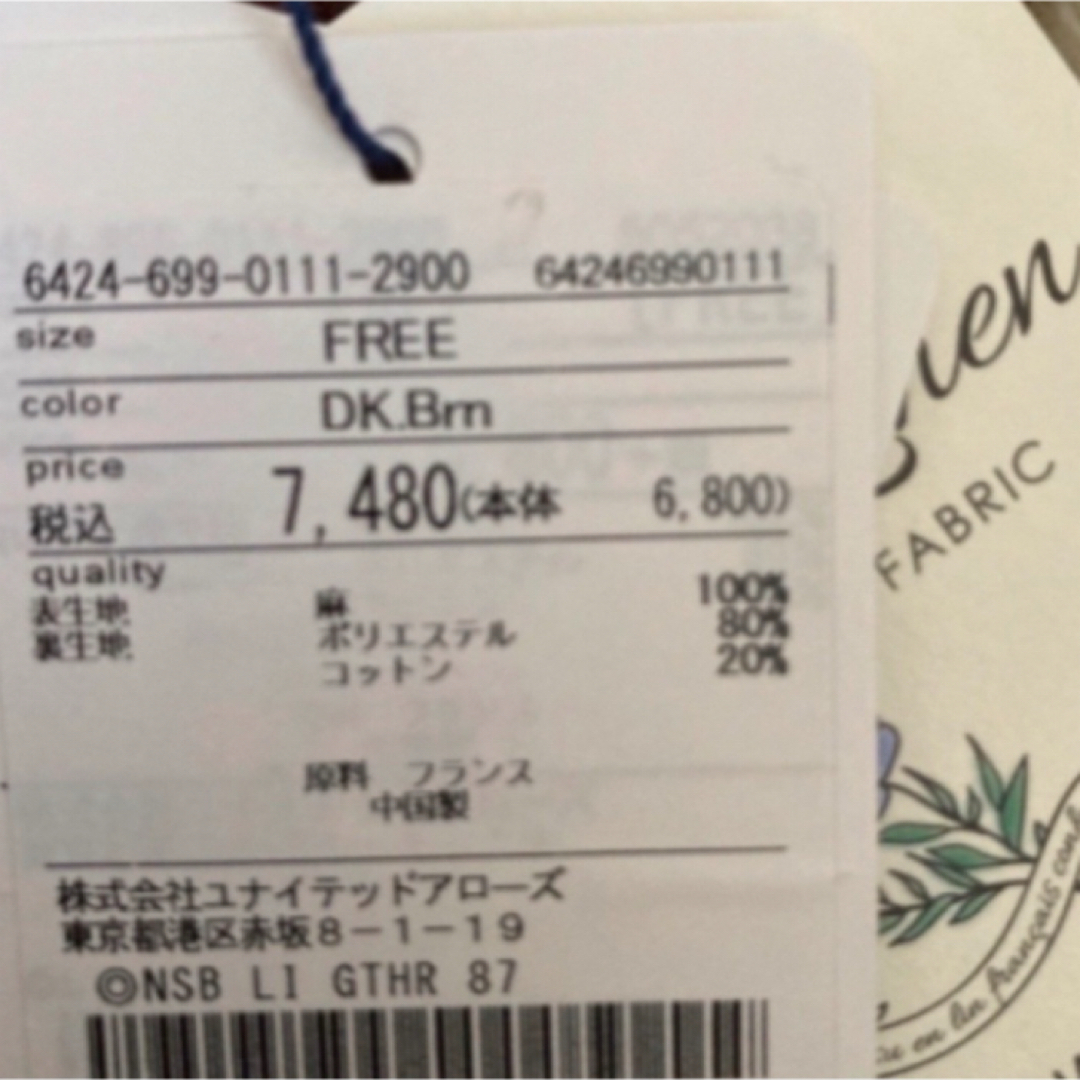 6424-699-0111-2900 64246990111
size FREE
color DK.Brn
price
税込 7,480(本体 6,800)
quality
表生地 麻 100%
裏生地 ポリエステル 80%
コットン 20%
原料 フランス
中国製
株式会社ユナイテッドアローズ
東京都港区赤坂8－1－19
◎NSB LI GTHR 87
FABRIC
en lin français